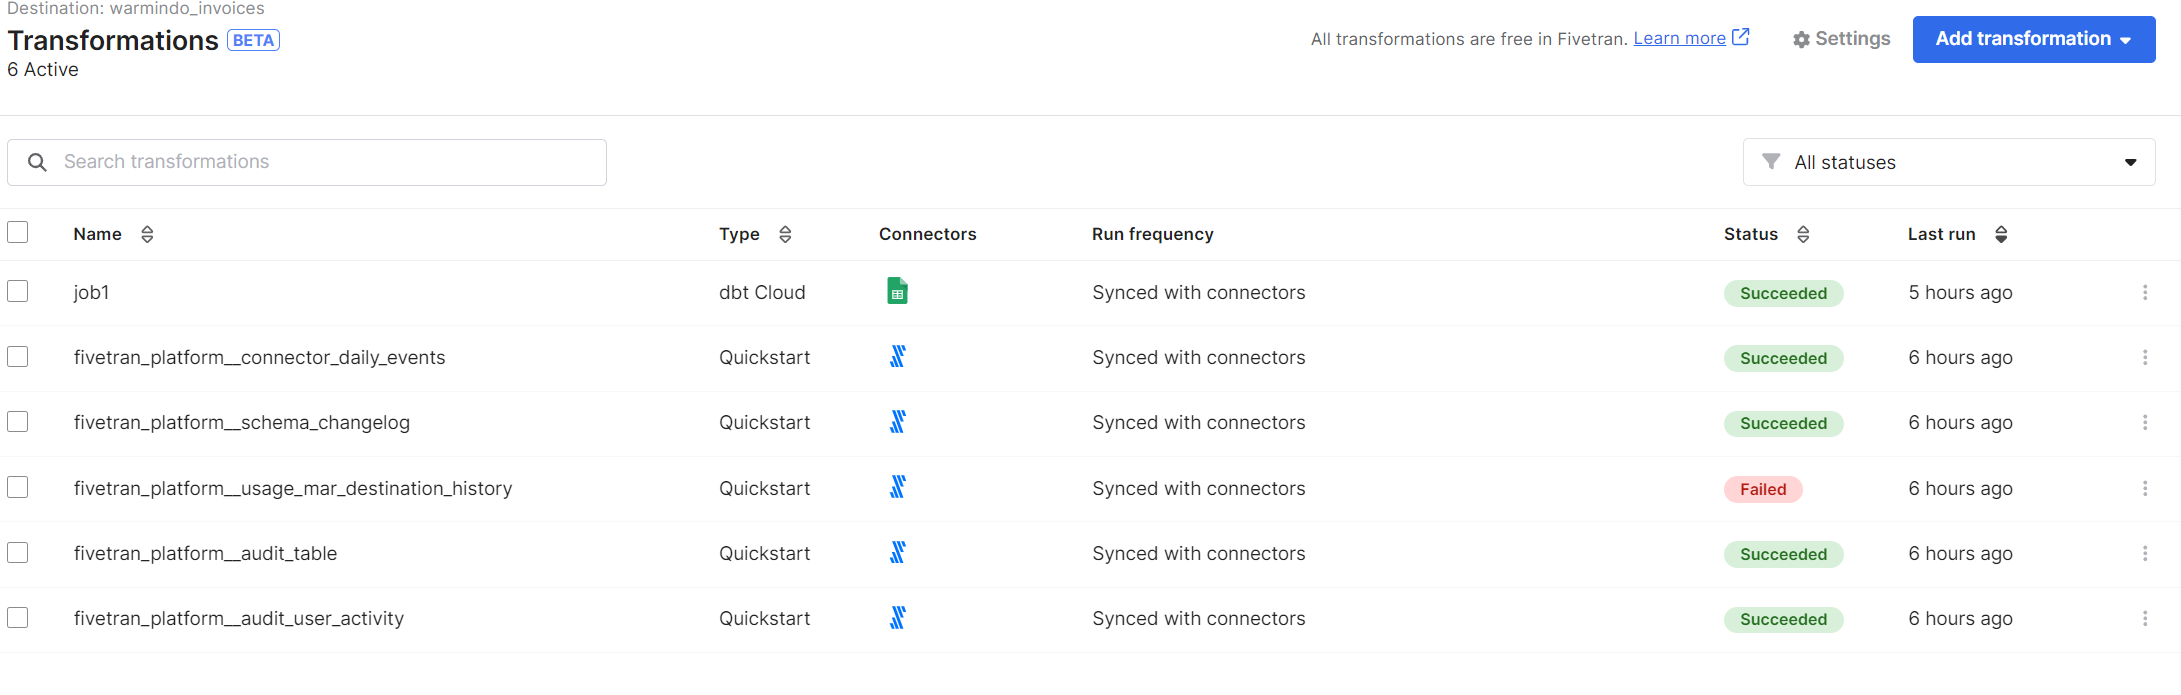 Destination: warmindo_invoices
Transformations BETA
6 Active
All transformations are free in Fivetran. Learn more
Settings
Add transformation
Search transformations
All statuses
Name Type Connectors Run frequency Status Last run
job1 dbt Cloud Synced with connectors Succeeded 5 hours ago
fivetran_platform__connector_daily_events Quickstart Synced with connectors Succeeded 6 hours ago
fivetran_platform__schema_changelog Quickstart Synced with connectors Succeeded 6 hours ago
fivetran_platform__usage_mar_destination_history Quickstart Synced with connectors Failed 6 hours ago
fivetran_platform__audit_table Quickstart Synced with connectors Succeeded 6 hours ago
fivetran_platform__audit_user_activity Quickstart Synced with connectors Succeeded 6 hours ago